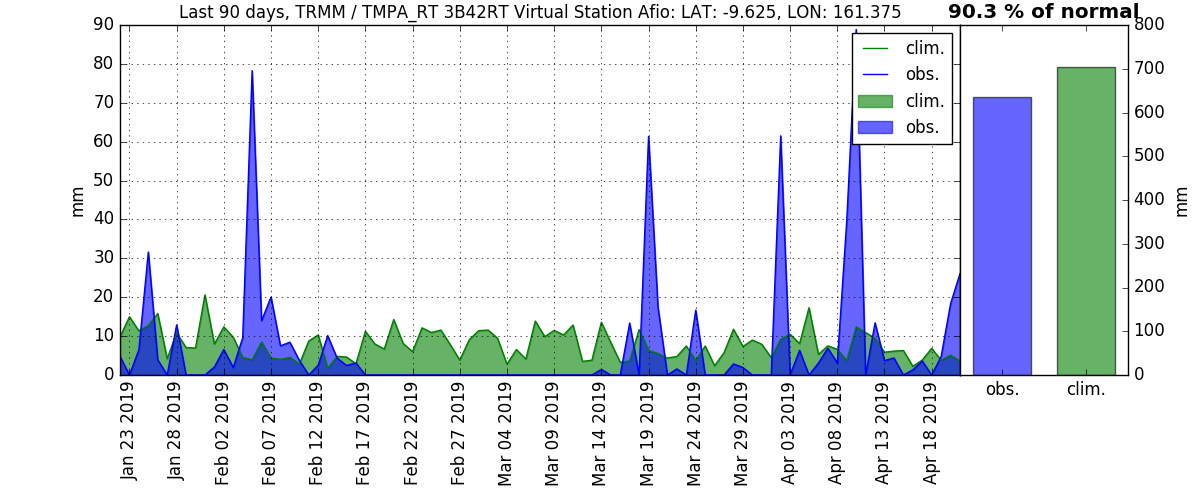 Last 90 days, TRMM / TMPA_RT 3B42RT Virtual Station Afio: LAT: -9.625, LON: 161.375
90.3 % of normal
90
80
70
60
50
40
30
20
10
0
mm
clim.
obs.
clim.
obs.
Jan 23 2019
Jan 28 2019
Feb 02 2019
Feb 07 2019
Feb 12 2019
Feb 17 2019
Feb 22 2019
Feb 27 2019
Mar 04 2019
Mar 09 2019
Mar 14 2019
Mar 19 2019
Mar 24 2019
Mar 29 2019
Apr 03 2019
Apr 08 2019
Apr 13 2019
Apr 18 2019
800
700
600
500
400
300
200
100
0
mm
obs.
clim.